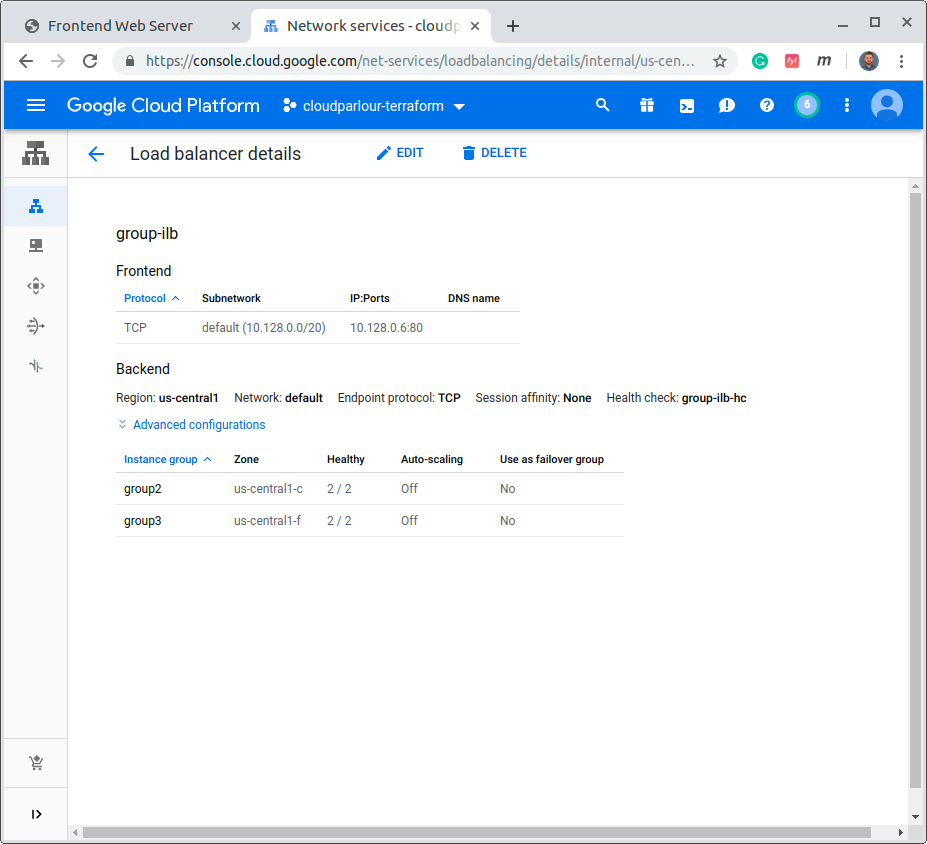 Frontend Web Server
Network services - cloudp
https://console.cloud.google.com/net-services/loadbalancing/details/internal/us-cen...
fyi
m
Google Cloud Platform
cloudparlour-terraform
6
Load balancer details
EDIT
DELETE
group-ilb
Frontend
Protocol Subnetwork IP:Ports DNS name
TCP default (10.128.0.0/20) 10.128.0.6:80
Backend
Region: us-central1 Network: default Endpoint protocol: TCP Session affinity: None Health check: group-ilb-hc
Advanced configurations
Instance group Zone Healthy Auto-scaling Use as failover group
group2 us-central1-c 2 / 2 Off No
group3 us-central1-f 2 / 2 Off No